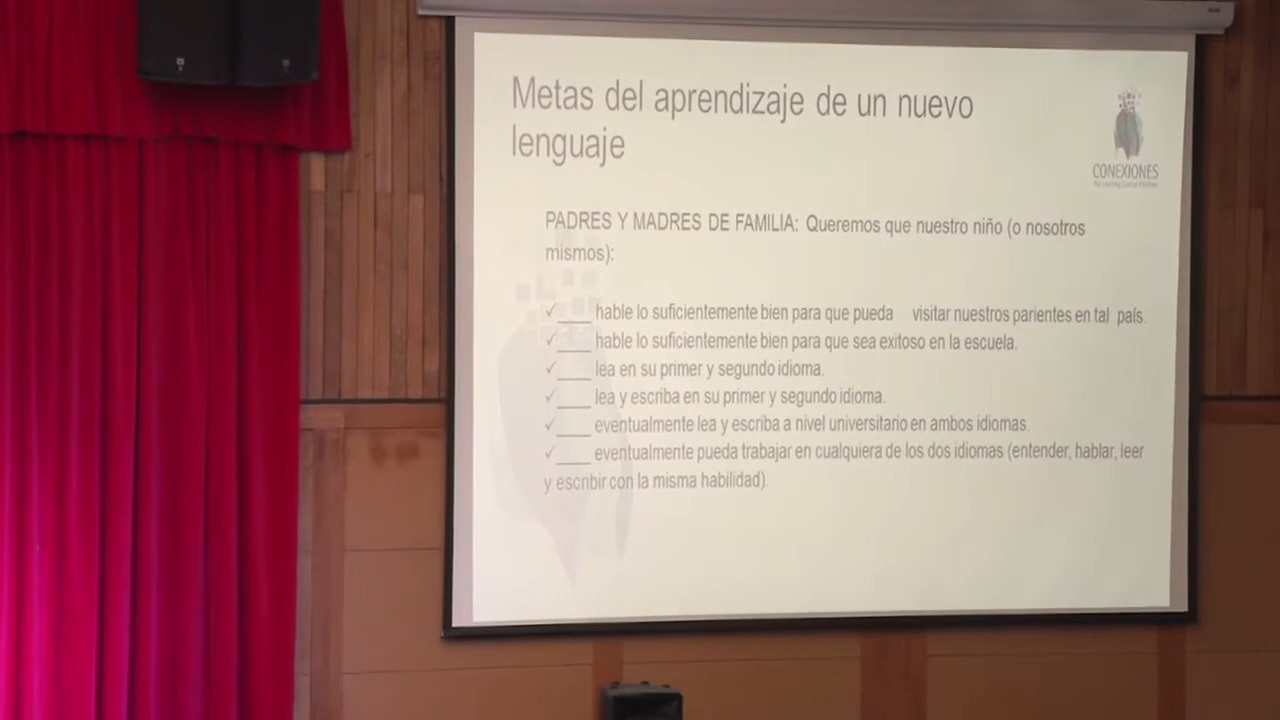 Metas del aprendizaje de un nuevo
lenguaje
CONEXIONES
PADRES Y MADRES DE FAMILIA: Queremos que nuestro niño (o nosotros
mismos):
✓____ hable lo suficientemente bien para que pueda visitar nuestros parientes en tal país.
✓____ hable lo suficientemente bien para que sea exitoso en la escuela.
✓____ lea en su primer y segundo idioma.
✓____ lea y escriba en su primer y segundo idioma.
✓____ eventualmente lea y escriba a nivel universitario en ambos idiomas.
✓____ eventualmente pueda trabajar en cualquiera de los dos idiomas (entender, hablar, leer
y escribir con la misma habilidad).